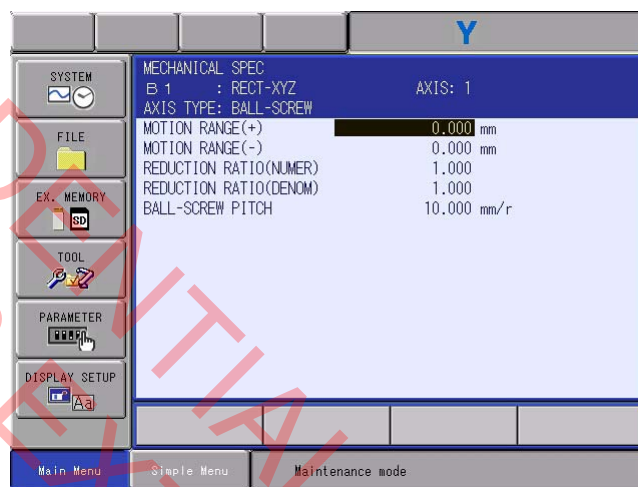 Y
SYSTEM
FILE
EX. MEMORY
SD
TOOL
PARAMETER
DISPLAY SETUP
Aa
MECHANICAL SPEC
B1 : RECT-XYZ AXIS: 1
AXIS TYPE: BALL-SCREW
MOTION RANGE(+) 0.000 mm
MOTION RANGE(-) 0.000 mm
REDUCTION RATIO(NUMER) 1.000
REDUCTION RATIO(DENOM) 1.000
BALL-SCREW PITCH 10.000 mm/r
Main Menu Simple Menu Maintenance mode